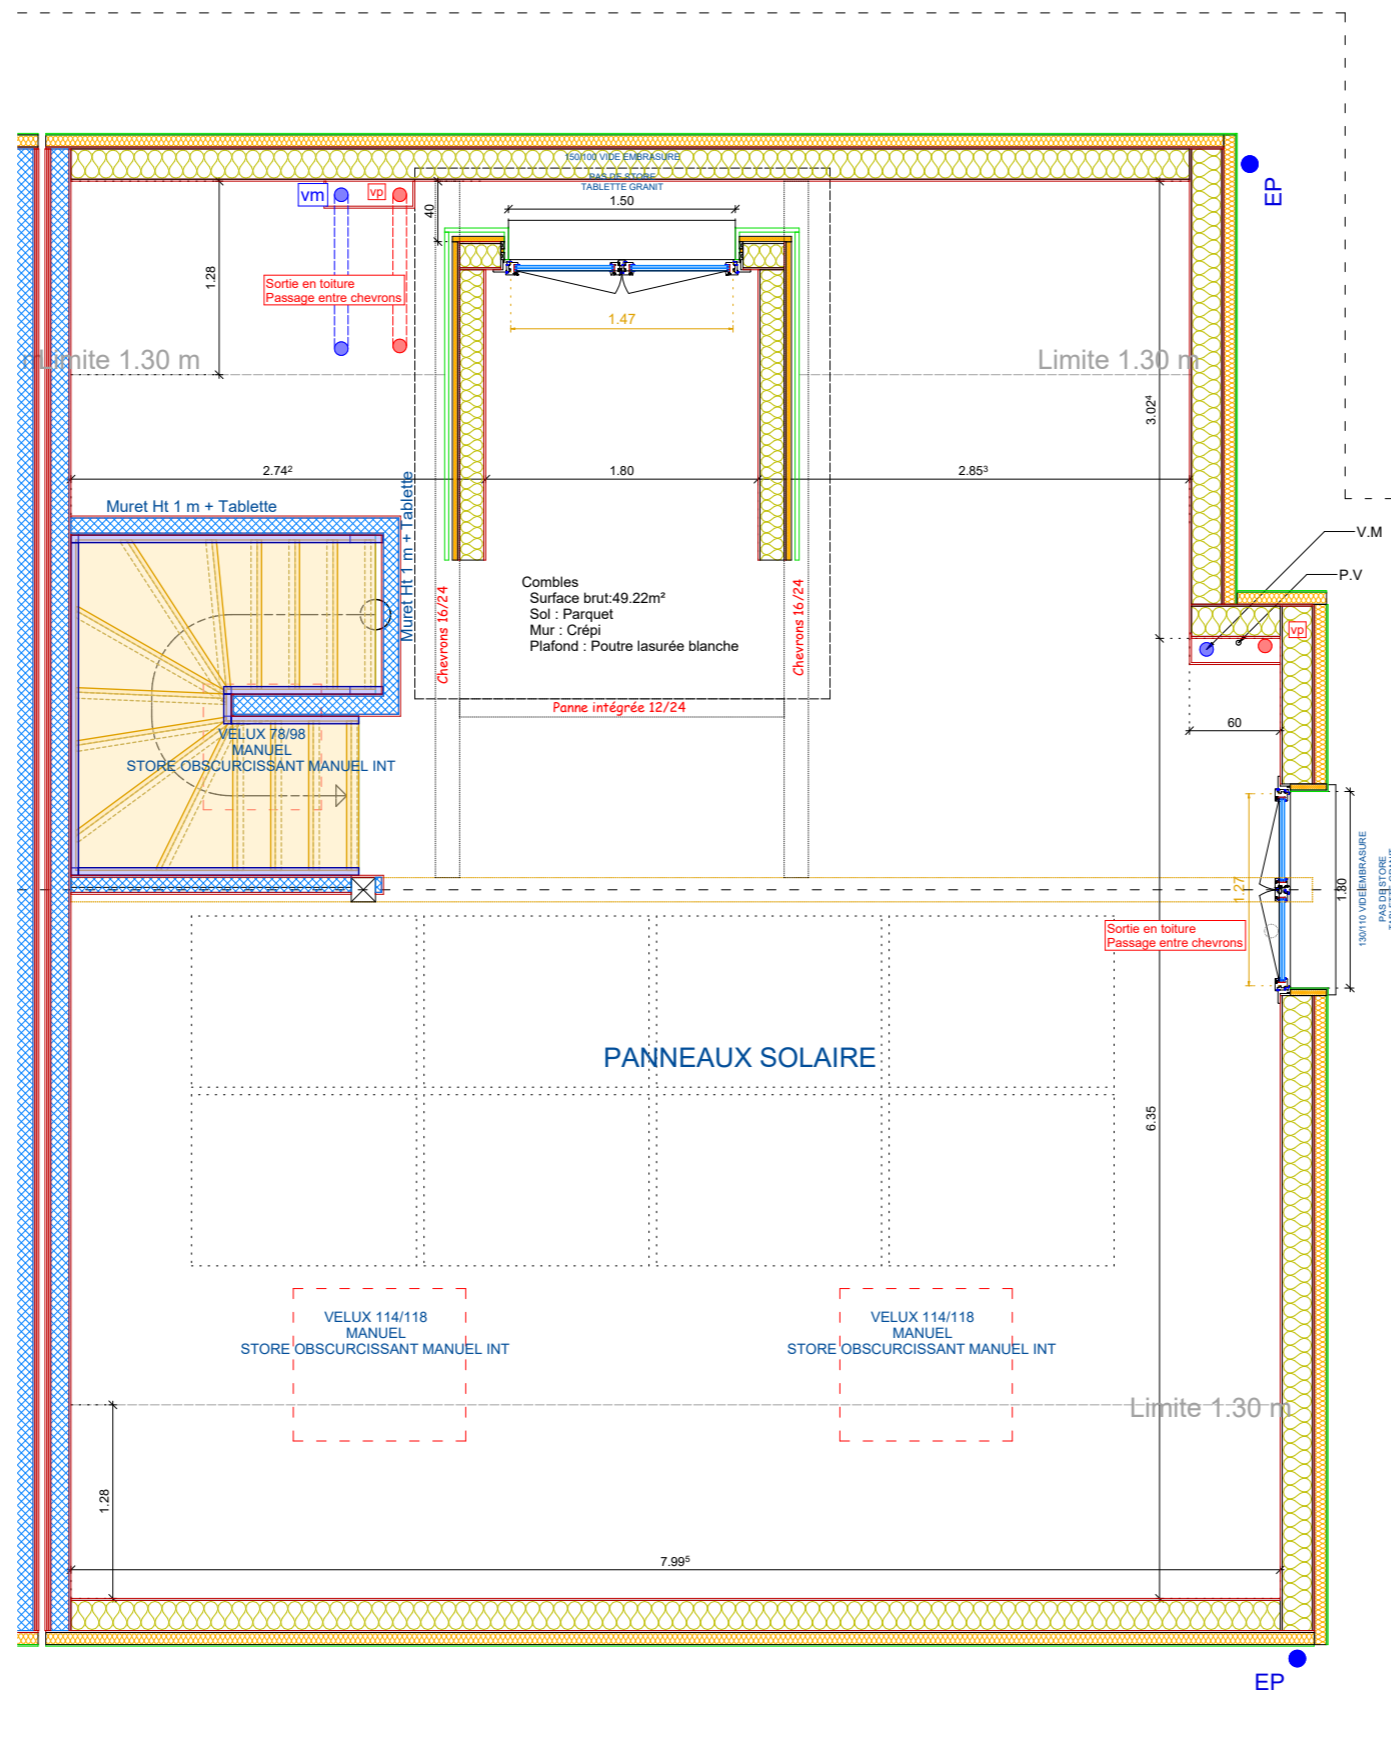 150/100 VIDE EMBRASURE
PAS DE STORE
TABLETTE GRANIT
1.50
EP
vm
vp
40
1.28
Sortie en toiture
Passage entre chevrons
1.47
Limite 1.30 m
Limite 1.30 m
3.02⁴
2.74²
1.80
2.85³
Muret Ht 1 m + Tablette
Muret Ht 1 m + Tablette
V.M
P.V
Combles
Surface brut:49.22m²
Sol : Parquet
Mur : Crépi
Plafond : Poutre lasurée blanche
Chevrons 16/24
Chevrons 16/24
vp
Panne intégrée 12/24
60
VELUX 78/98
MANUEL
STORE OBSCURCISSANT MANUEL INT
1.27
1.30
130/110 VIDE EMBRASURE
PAS DE STORE
TABLETTE GRANIT
Sortie en toiture
Passage entre chevrons
PANNEAUX SOLAIRE
6.35
VELUX 114/118
MANUEL
STORE OBSCURCISSANT MANUEL INT
VELUX 114/118
MANUEL
STORE OBSCURCISSANT MANUEL INT
Limite 1.30 m
1.28
7.99⁵
EP